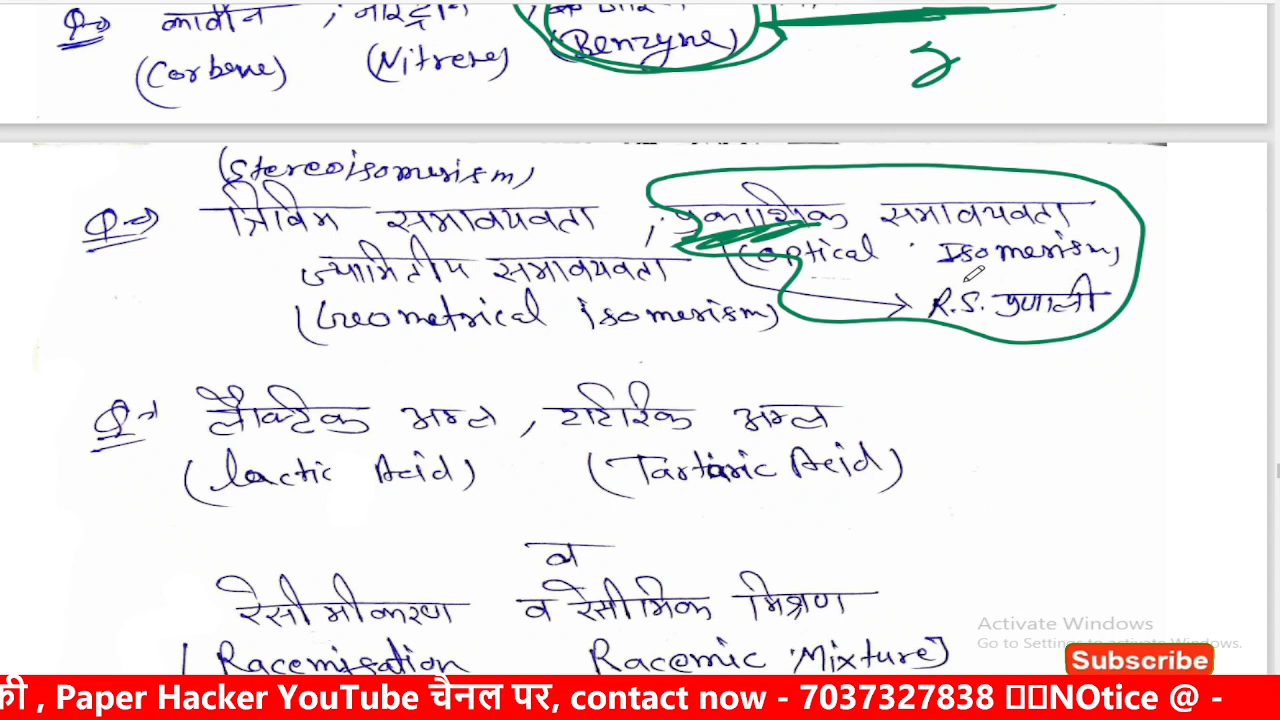 Q⇒ कार्बीन , नाइट्रीन ,
(Corbene) (Nitrene) (Benzyne)
(Stereoisomerism)
Q⇒ त्रिविम समावयवता , प्रकाशिक समावयवता
ज्यामितीय समावयवता (optical Isomerism)
(Geometrical isomerism) R.S. प्रणाली
Q⇒ लैक्टिक अम्ल , टार्टरिक अम्ल
(lactic Acid) (Tartaric Acid)
व
रेसीमीकरण व रेसीमिक मिश्रण
[Racemisation Racemic Mixture]
Activate Windows
Go to Settings to activate Windows.
Subscribe
की , Paper Hacker YouTube चैनल पर, contact now - 7037327838 NOtice @ -